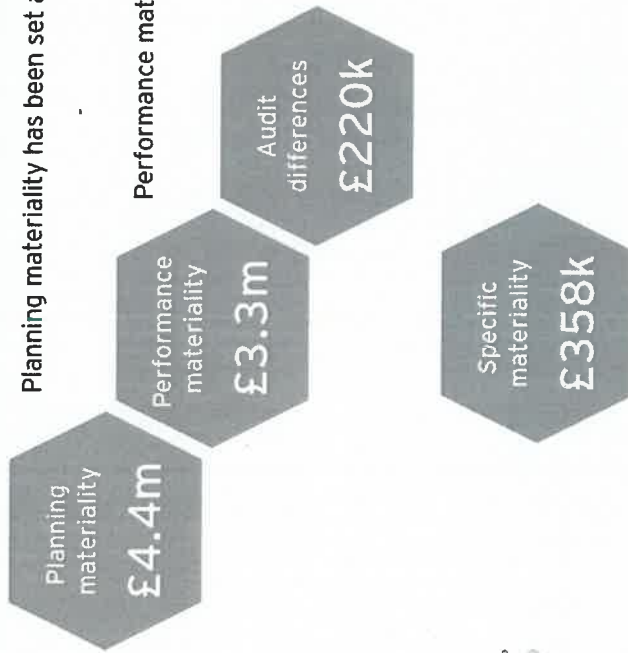 Planning materiality has been set a
Performance mat
Planning
materiality
£4.4m
Performance
materiality
£3.3m
Audit
differences
£220k
Specific
materiality
£358k